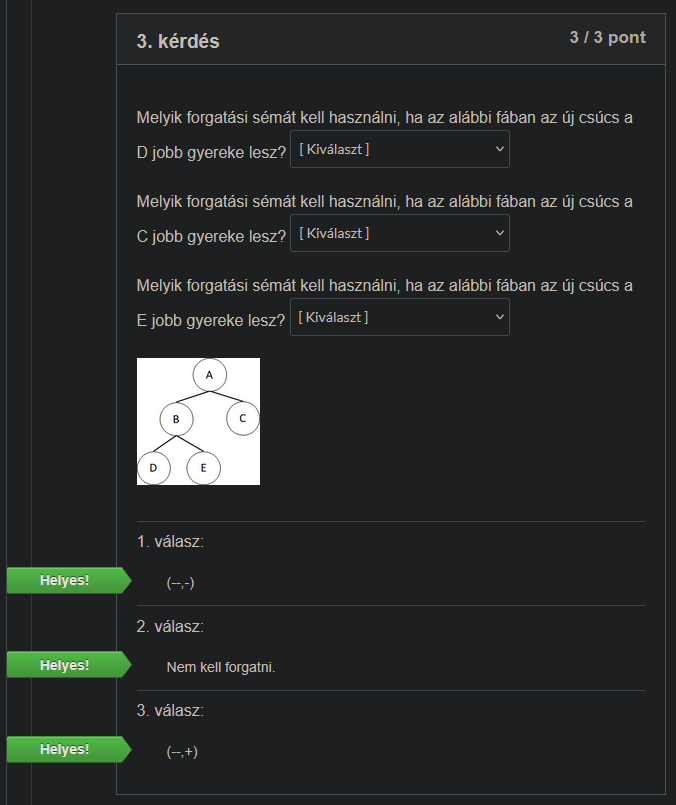 3. kérdés
3 / 3 pont
Melyik forgatási sémát kell használni, ha az alábbi fában az új csúcs a
D jobb gyereke lesz? [ Kiválaszt ]
Melyik forgatási sémát kell használni, ha az alábbi fában az új csúcs a
C jobb gyereke lesz? [ Kiválaszt ]
Melyik forgatási sémát kell használni, ha az alábbi fában az új csúcs a
E jobb gyereke lesz? [ Kiválaszt ]
A
B
C
D
E
1. válasz:
Helyes!
(--,-)
2. válasz:
Helyes!
Nem kell forgatni.
3. válasz:
Helyes!
(--,+)